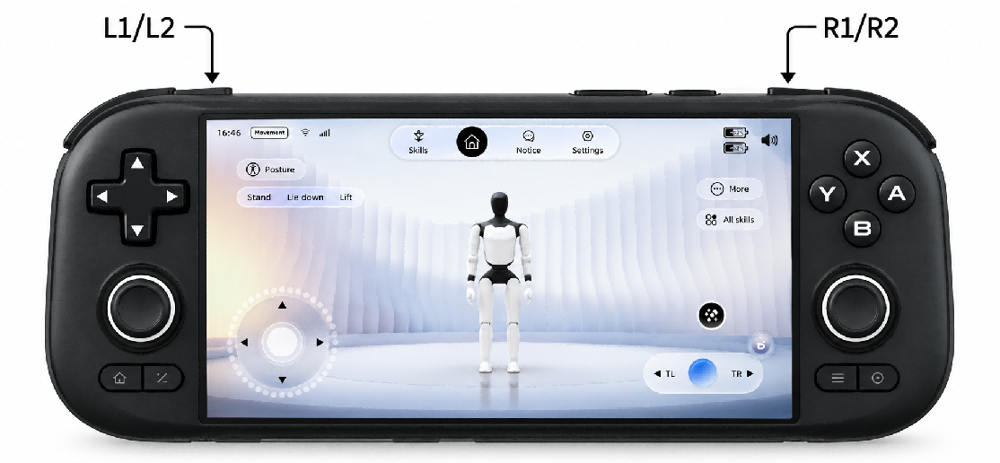 L1/L2
R1/R2
16:46 Movement
Skills
Notice
Settings
Posture
Stand Lie down Lift
More
All skills
X
Y
A
B
TL
TR